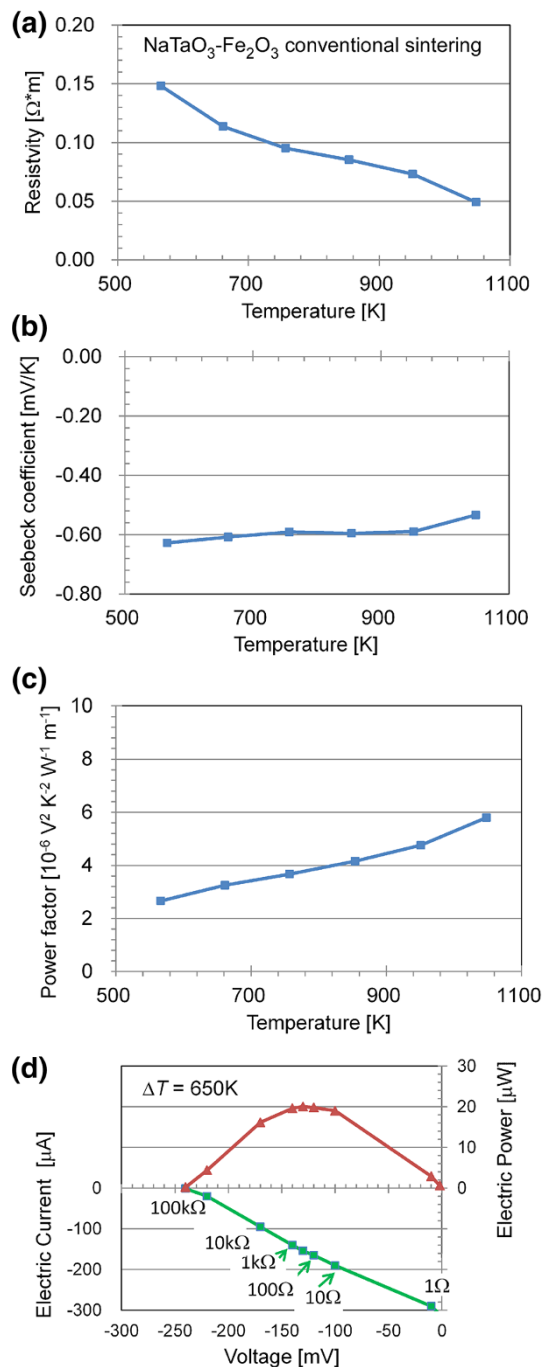 (a)
NaTaO3-Fe2O3 conventional sintering
Resistvity [Ω*m]
0.20
0.15
0.10
0.05
0.00
500 700 900 1100
Temperature [K]
(b)
Seebeck coefficient [mV/K]
0.00
-0.20
-0.40
-0.60
-0.80
500 700 900 1100
Temperature [K]
(c)
Power factor [10-6 V2 K-2 W-1 m-1]
10
8
6
4
2
0
500 700 900 1100
Temperature [K]
(d)
ΔT = 650K
Electric Current [μA]
Electric Power [μW]
30
20
10
0
0
-100
-200
-300
100kΩ
10kΩ
1kΩ
100Ω
10Ω
1Ω
-300 -250 -200 -150 -100 -50 0
Voltage [mV]